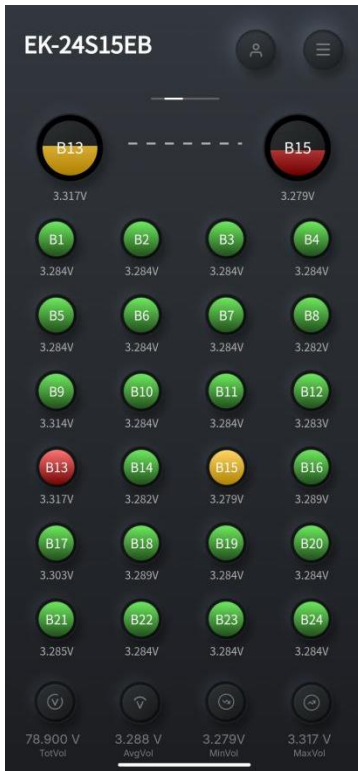 EK-24S15EB
B13 B15
3.317V 3.279V
B1 B2 B3 B4
3.284V 3.284V 3.284V 3.284V
B5 B6 B7 B8
3.284V 3.284V 3.284V 3.282V
B9 B10 B11 B12
3.314V 3.284V 3.284V 3.283V
B13 B14 B15 B16
3.317V 3.282V 3.279V 3.289V
B17 B18 B19 B20
3.303V 3.289V 3.284V 3.284V
B21 B22 B23 B24
3.285V 3.284V 3.284V 3.284V
78.900 V 3.288 V 3.279V 3.317 V
TotVol AvgVol MinVol MaxVol